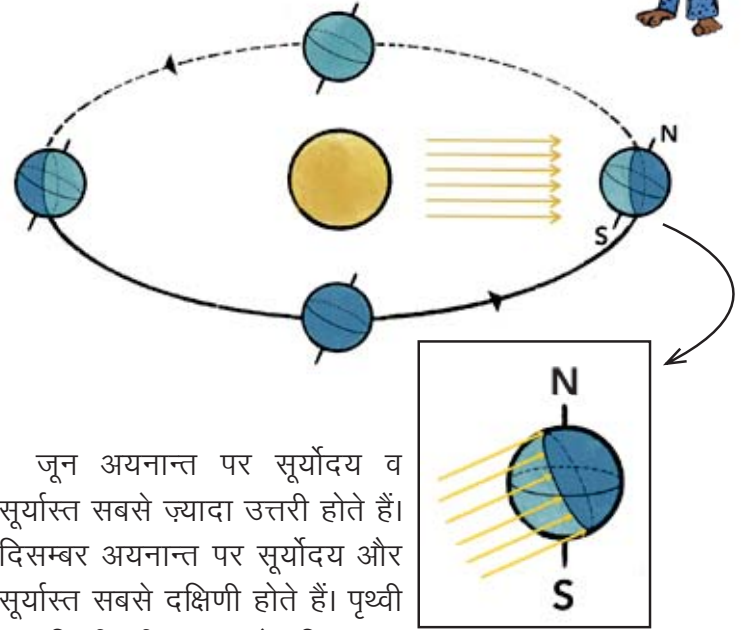 N
S
N
जून अयनान्त पर सूर्योदय व
सूर्यास्त सबसे ज़्यादा उत्तरी होते हैं।
दिसम्बर अयनान्त पर सूर्योदय और
सूर्यास्त सबसे दक्षिणी होते हैं। पृथ्वी
S